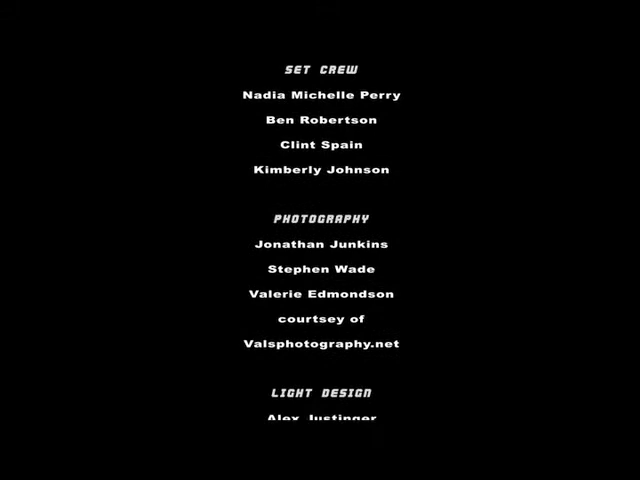 SET CREW
Nadia Michelle Perry
Ben Robertson
Clint Spain
Kimberly Johnson
PHOTOGRAPHY
Jonathan Junkins
Stephen Wade
Valerie Edmondson
courtsey of
Valsphotography.net
LIGHT DESIGN
Alex Justinger